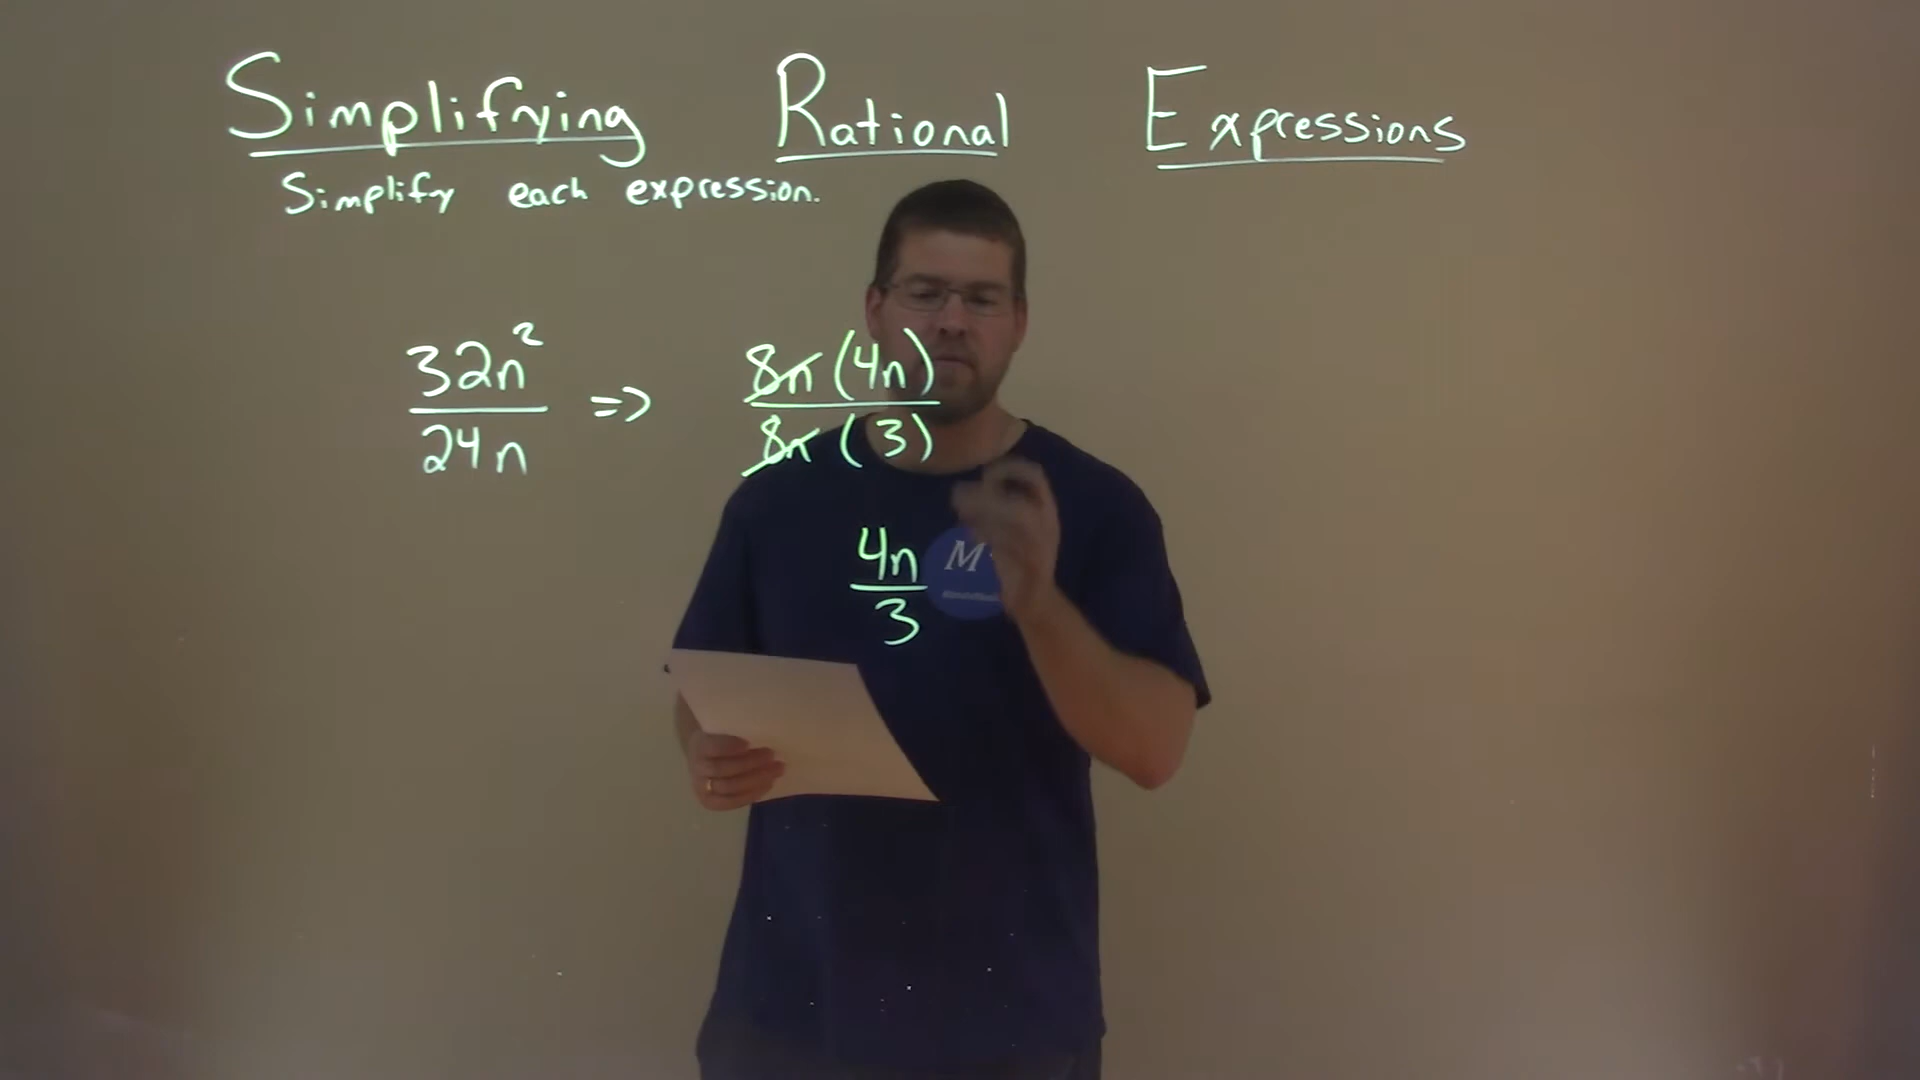 Simplifying Rational Expressions
Simplify each expression.
32n² => 8n (4n)
24n 8n (3)
4n
3
M